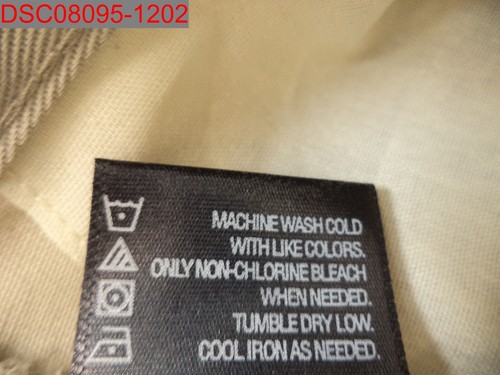 DSC08095-1202
MACHINE WASH COLD
WITH LIKE COLORS.
ONLY NON-CHLORINE BLEACH
WHEN NEEDED.
TUMBLE DRY LOW.
COOL IRON AS NEEDED.